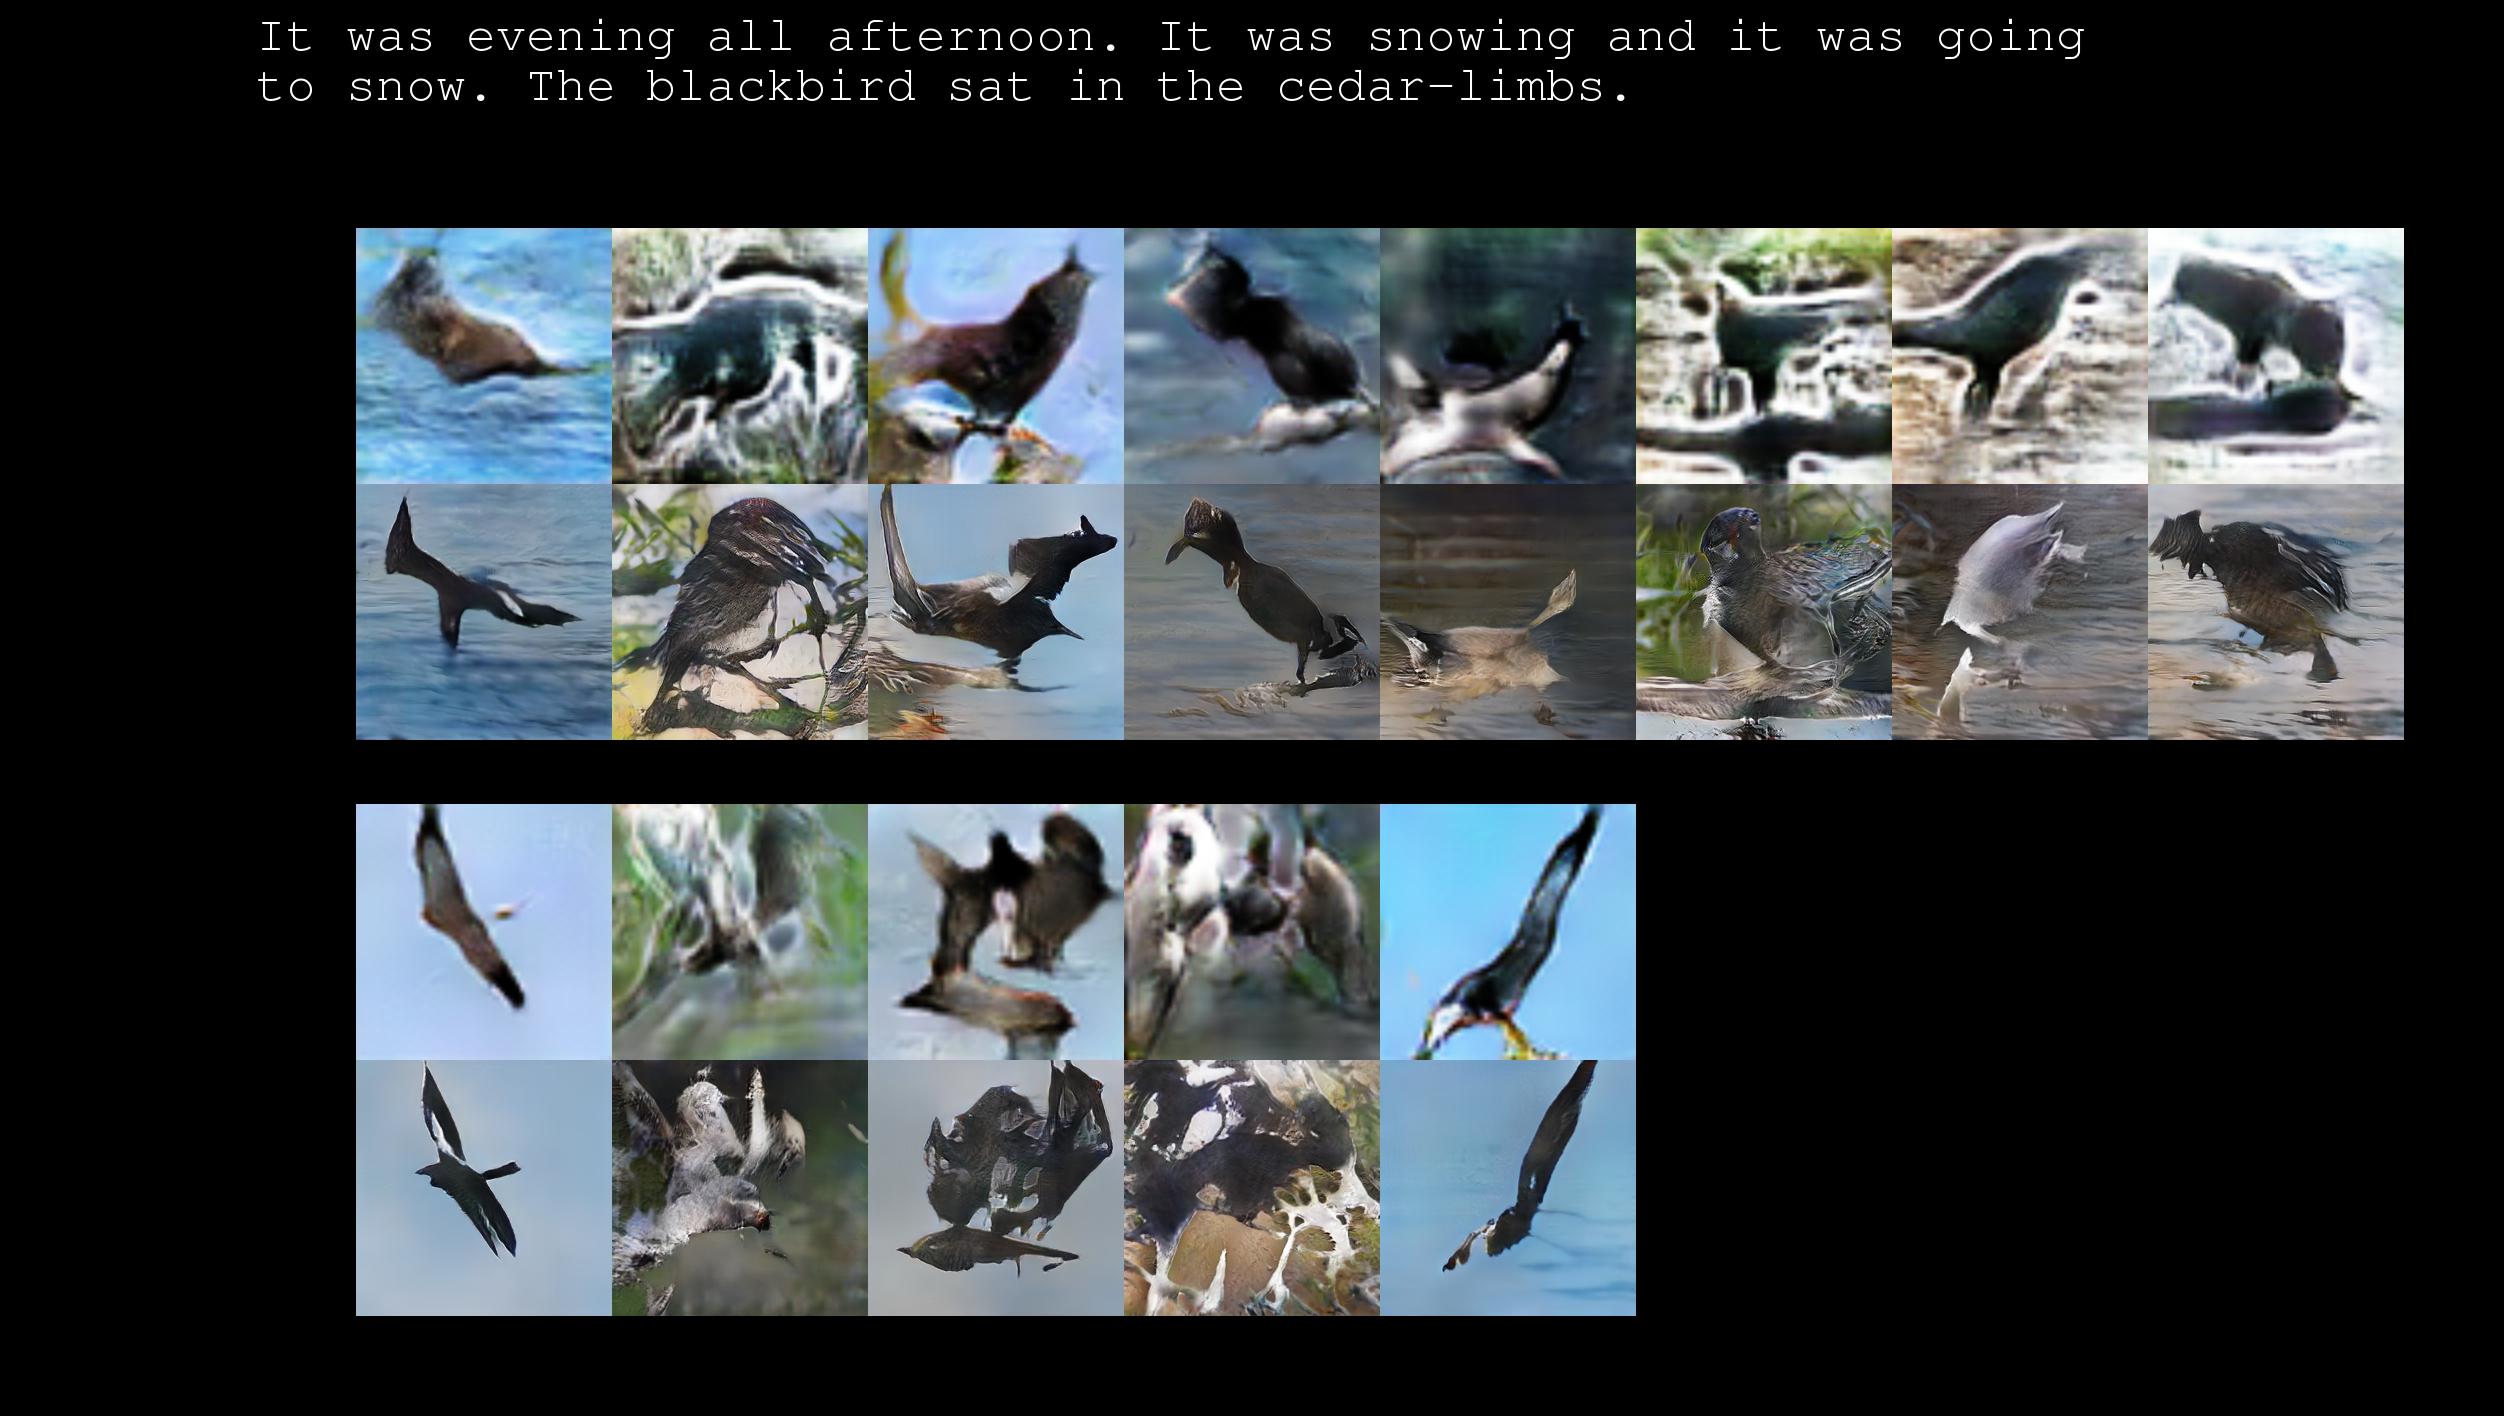 It was evening all afternoon. It was snowing and it was going
to snow. The blackbird sat in the cedar-limbs.